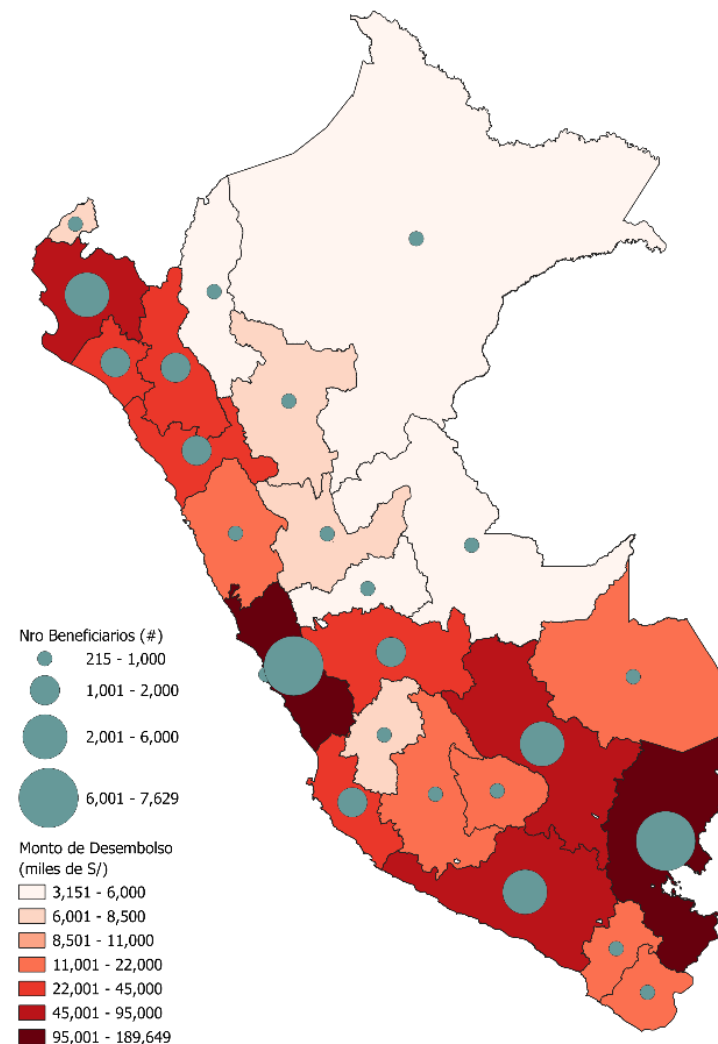 Nro Beneficiarios (#)
215 - 1,000
1,001 - 2,000
2,001 - 6,000
6,001 - 7,629
Monto de Desembolso
(miles de S/)
3,151 - 6,000
6,001 - 8,500
8,501 - 11,000
11,001 - 22,000
22,001 - 45,000
45,001 - 95,000
95,001 - 189,649